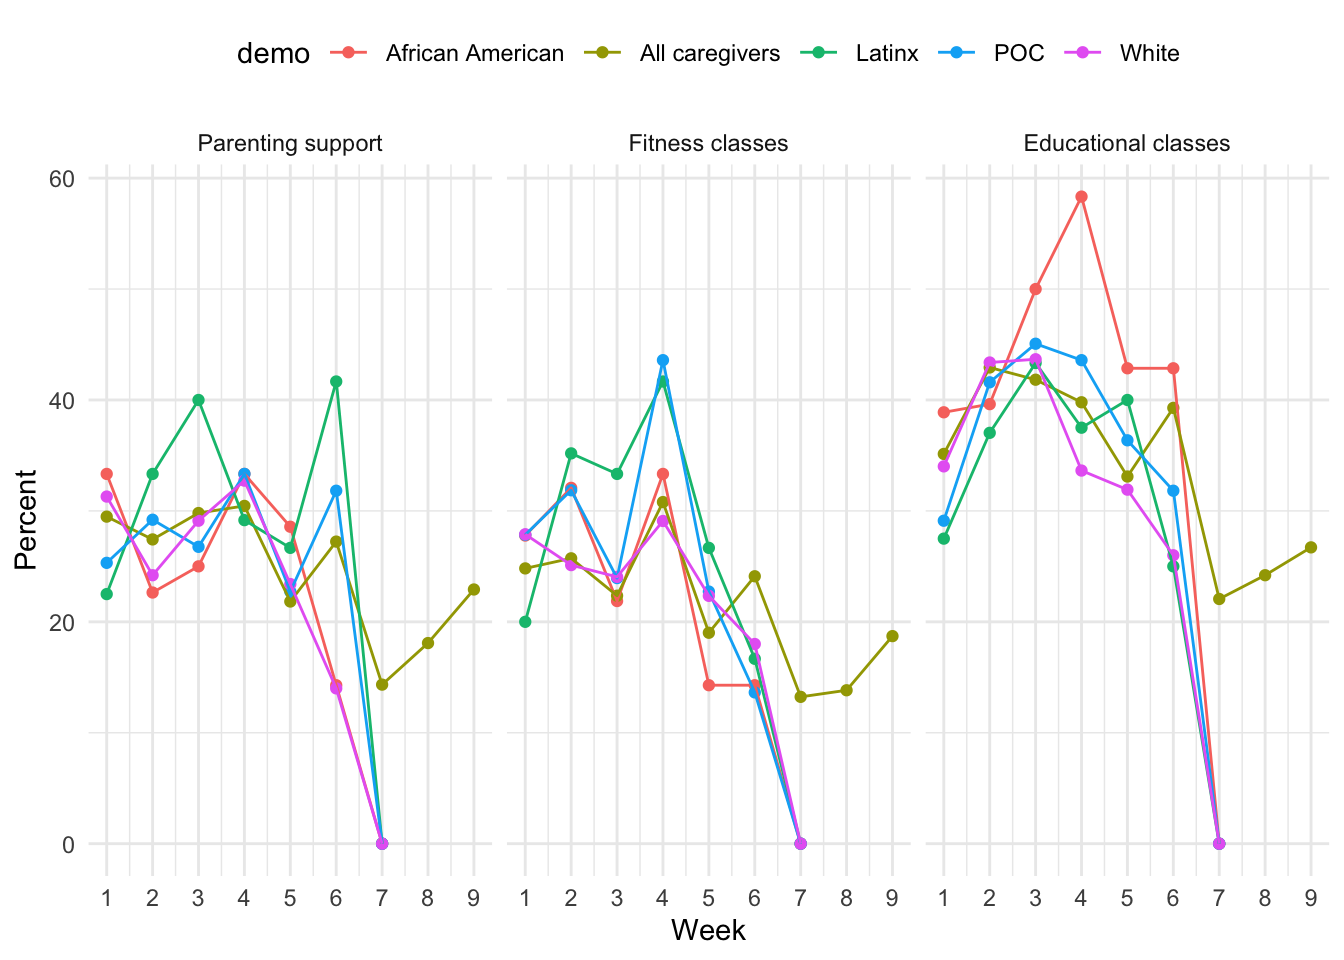 demo African American All caregivers Latinx POC White
Parenting support Fitness classes Educational classes
60
40
20
0
Percent
1 2 3 4 5 6 7 8 9 1 2 3 4 5 6 7 8 9 1 2 3 4 5 6 7 8 9
Week